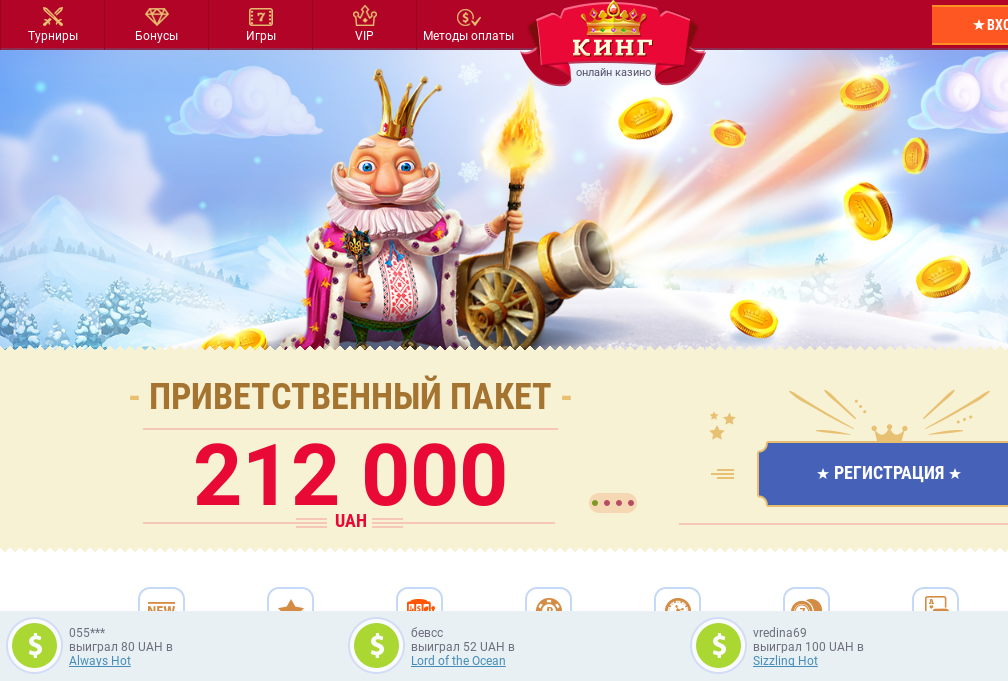 Турниры
Бонусы
Игры
VIP
Методы оплаты
КИНГ
онлайн казино
- ПРИВЕТСТВЕННЫЙ ПАКЕТ -
212 000
UAH
★ РЕГИСТРАЦИЯ ★
NEW
055***
выиграл 80 UAH в
Always Hot
бевсс
выиграл 52 UAH в
Lord of the Ocean
vredina69
выиграл 100 UAH в
Sizzling Hot